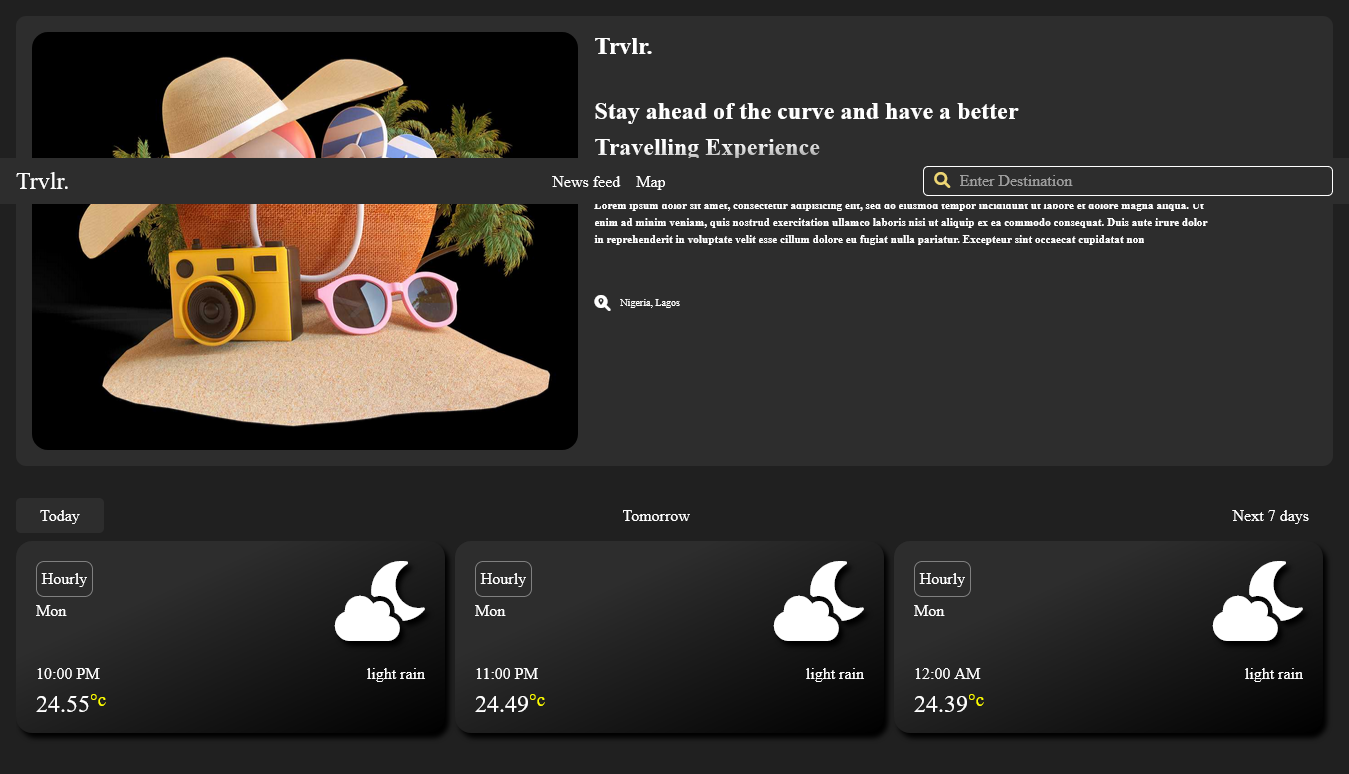 Trvlr.
Stay ahead of the curve and have a better
Travelling Experience
Trvlr.
News feed Map
Enter Destination
Lorem ipsum dolor sit amet, consectetur adipisicing elit, sed do eiusmod tempor incididunt ut labore et dolore magna aliqua. Ut
enim ad minim veniam, quis nostrud exercitation ullamco laboris nisi ut aliquip ex ea commodo consequat. Duis aute irure dolor
in reprehenderit in voluptate velit esse cillum dolore eu fugiat nulla pariatur. Excepteur sint occaecat cupidatat non
Nigeria, Lagos
Today
Tomorrow
Next 7 days
Hourly
Mon
10:00 PM
light rain
24.55°c
Hourly
Mon
11:00 PM
light rain
24.49°c
Hourly
Mon
12:00 AM
light rain
24.39°c